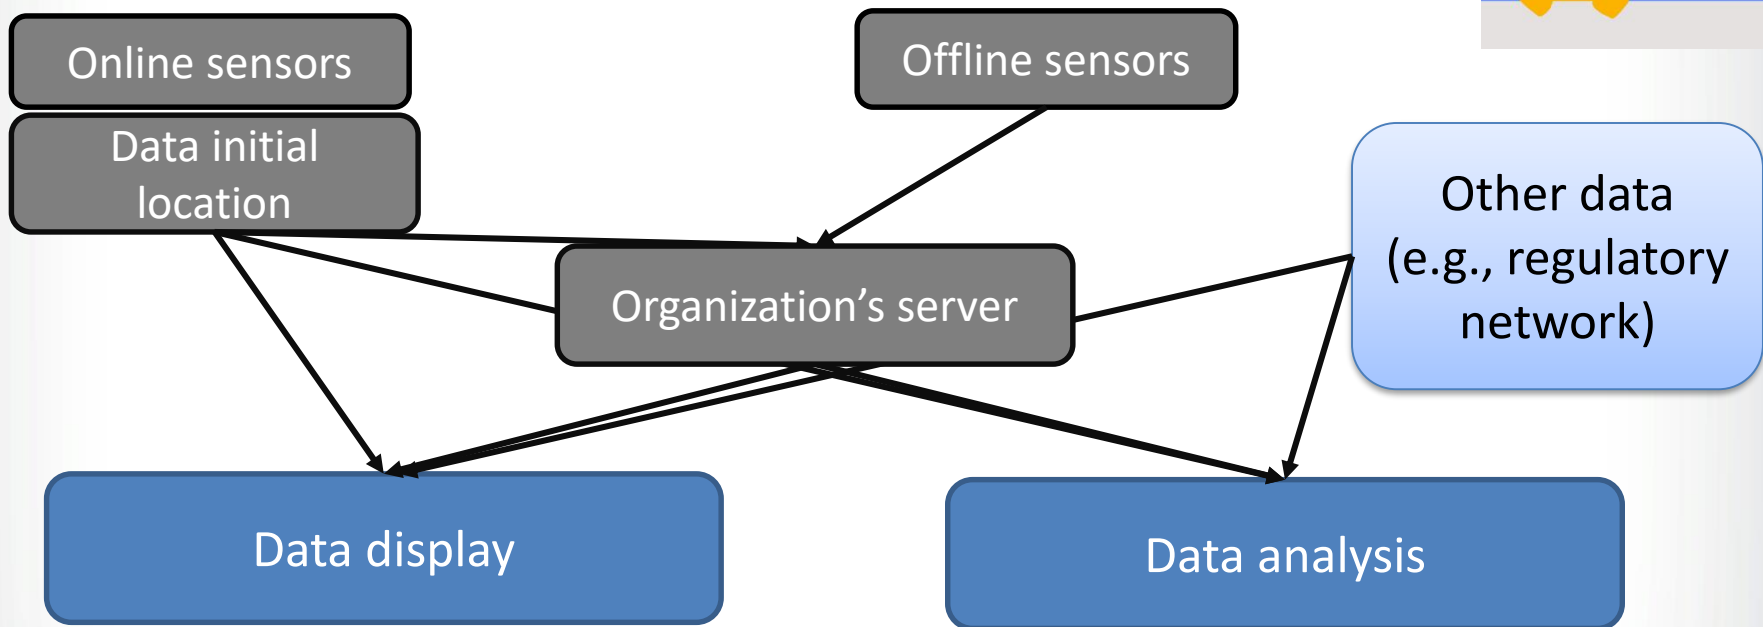 Online sensors
Offline sensors
Data initial
location
Other data
(e.g., regulatory
network)
Organization’s server
Data display
Data analysis